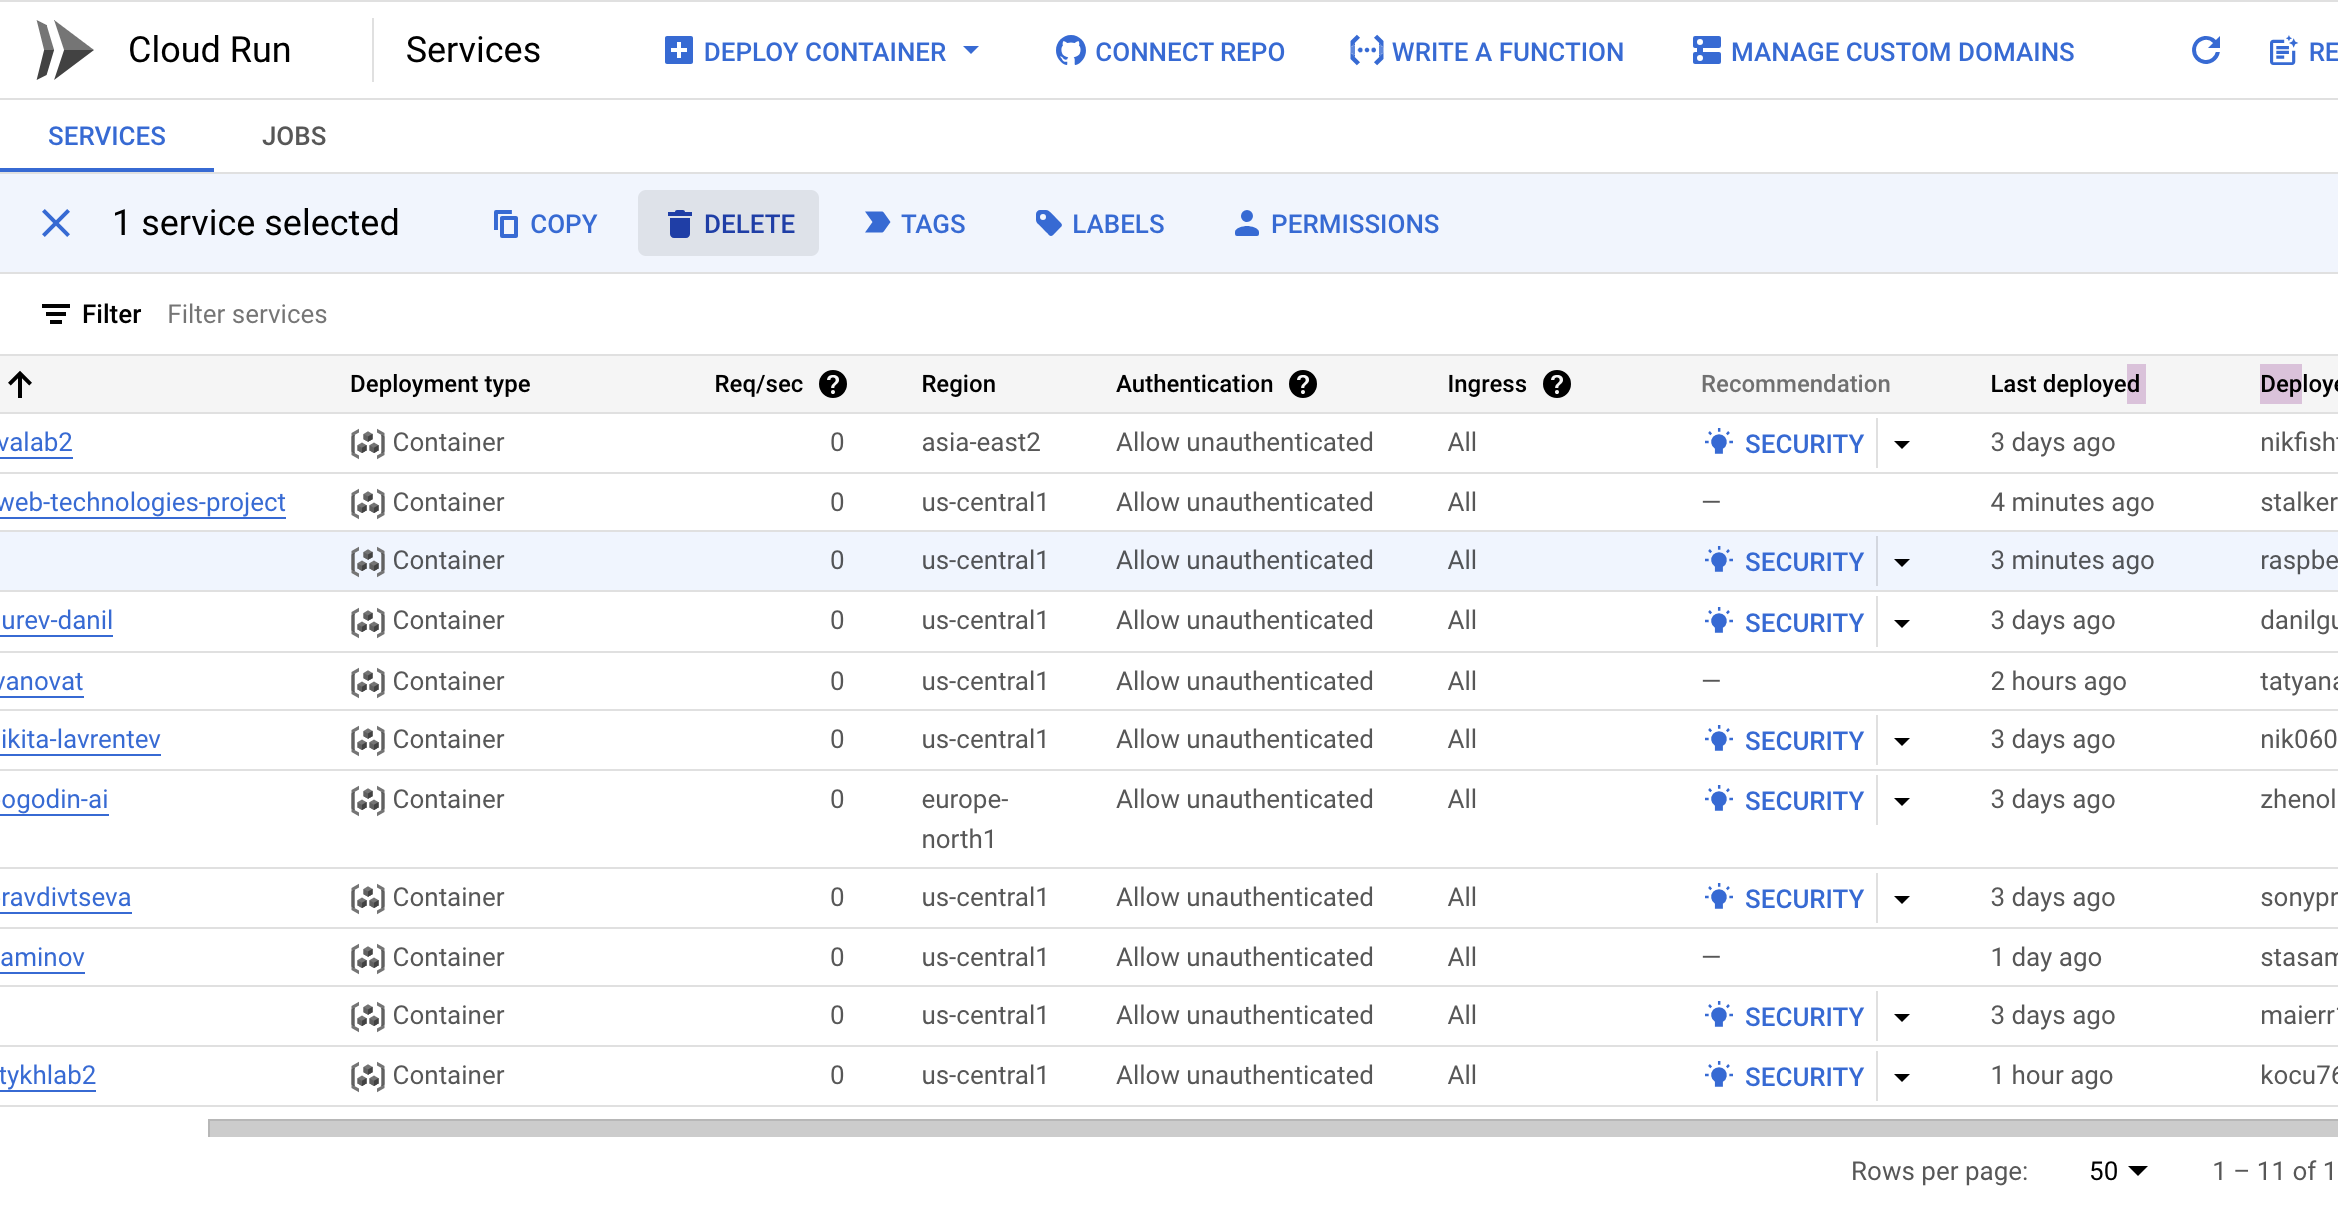 Cloud Run Services DEPLOY CONTAINER CONNECT REPO WRITE A FUNCTION MANAGE CUSTOM DOMAINS RE
SERVICES JOBS
1 service selected COPY DELETE TAGS LABELS PERMISSIONS
Filter Filter services
Deployment type Req/sec Region Authentication Ingress Recommendation Last deployed Deploye
valab2 Container 0 asia-east2 Allow unauthenticated All SECURITY 3 days ago nikfish
web-technologies-project Container 0 us-central1 Allow unauthenticated All — 4 minutes ago stalker
Container 0 us-central1 Allow unauthenticated All SECURITY 3 minutes ago raspbe
urev-danil Container 0 us-central1 Allow unauthenticated All SECURITY 3 days ago danilgu
vanovat Container 0 us-central1 Allow unauthenticated All — 2 hours ago tatyana
ikita-lavrentev Container 0 us-central1 Allow unauthenticated All SECURITY 3 days ago nik060
ogodin-ai Container 0 europe-north1 Allow unauthenticated All SECURITY 3 days ago zhenol
ravdivtseva Container 0 us-central1 Allow unauthenticated All SECURITY 3 days ago sonypr
aminov Container 0 us-central1 Allow unauthenticated All — 1 day ago stasam
Container 0 us-central1 Allow unauthenticated All SECURITY 3 days ago maierr
tykhlab2 Container 0 us-central1 Allow unauthenticated All SECURITY 1 hour ago kocu76
Rows per page: 50 1 – 11 of 1